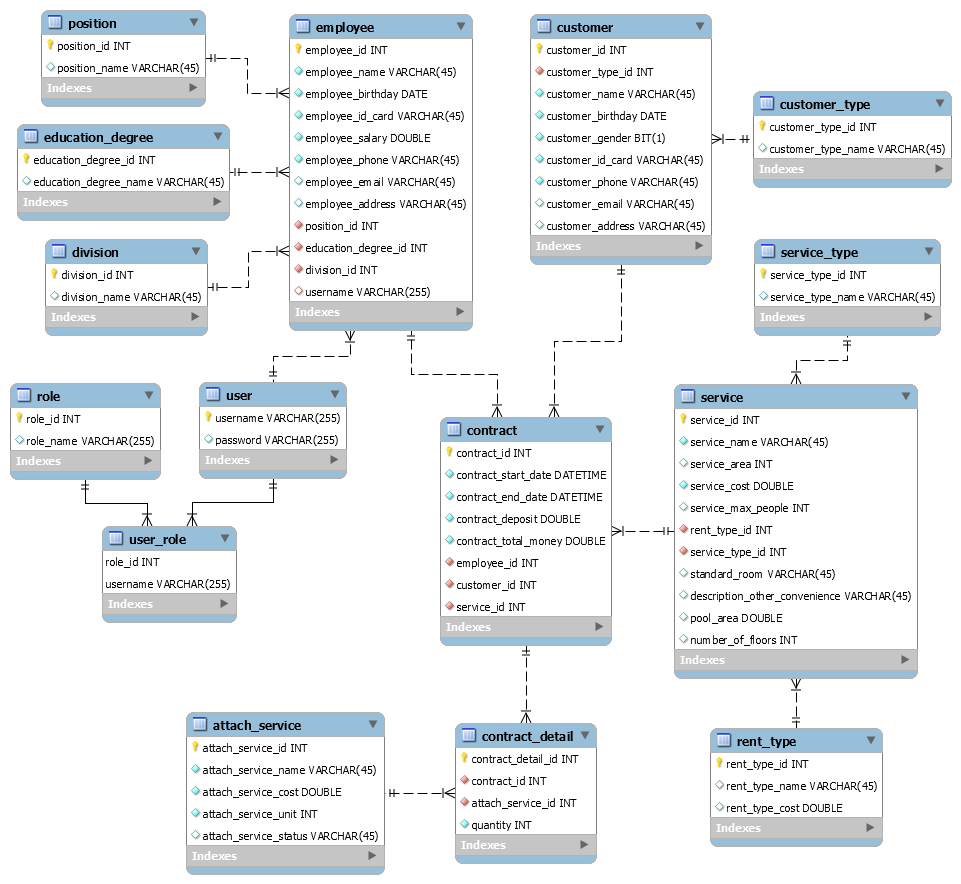 position
position_id INT
position_name VARCHAR(45)
Indexes
education_degree
education_degree_id INT
education_degree_name VARCHAR(45)
Indexes
division
division_id INT
division_name VARCHAR(45)
Indexes
employee
employee_id INT
employee_name VARCHAR(45)
employee_birthday DATE
employee_id_card VARCHAR(45)
employee_salary DOUBLE
employee_phone VARCHAR(45)
employee_email VARCHAR(45)
employee_address VARCHAR(45)
position_id INT
education_degree_id INT
division_id INT
username VARCHAR(255)
Indexes
customer
customer_id INT
customer_type_id INT
customer_name VARCHAR(45)
customer_birthday DATE
customer_gender BIT(1)
customer_id_card VARCHAR(45)
customer_phone VARCHAR(45)
customer_email VARCHAR(45)
customer_address VARCHAR(45)
Indexes
customer_type
customer_type_id INT
customer_type_name VARCHAR(45)
Indexes
service_type
service_type_id INT
service_type_name VARCHAR(45)
Indexes
role
role_id INT
role_name VARCHAR(255)
Indexes
user
username VARCHAR(255)
password VARCHAR(255)
Indexes
user_role
role_id INT
username VARCHAR(255)
Indexes
contract
contract_id INT
contract_start_date DATETIME
contract_end_date DATETIME
contract_deposit DOUBLE
contract_total_money DOUBLE
employee_id INT
customer_id INT
service_id INT
Indexes
service
service_id INT
service_name VARCHAR(45)
service_area INT
service_cost DOUBLE
service_max_people INT
rent_type_id INT
service_type_id INT
standard_room VARCHAR(45)
description_other_convenience VARCHAR(45)
pool_area DOUBLE
number_of_floors INT
Indexes
attach_service
attach_service_id INT
attach_service_name VARCHAR(45)
attach_service_cost DOUBLE
attach_service_unit INT
attach_service_status VARCHAR(45)
Indexes
contract_detail
contract_detail_id INT
contract_id INT
attach_service_id INT
quantity INT
Indexes
rent_type
rent_type_id INT
rent_type_name VARCHAR(45)
rent_type_cost DOUBLE
Indexes